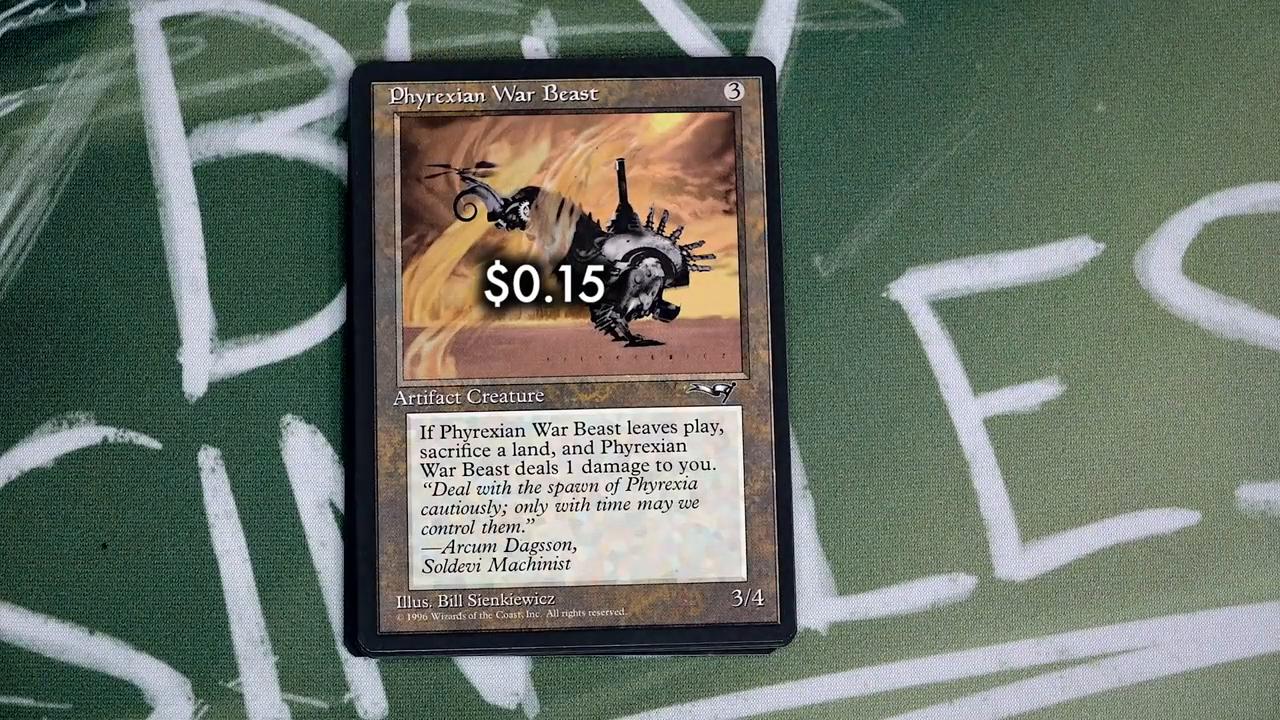 BUY
SINGLES
Phyrexian War Beast 3
$0.15
Artifact Creature
If Phyrexian War Beast leaves play,
sacrifice a land, and Phyrexian
War Beast deals 1 damage to you.
“Deal with the spawn of Phyrexia
cautiously; only with time may we
control them.”
—Arcum Dagsson,
Soldevi Machinist
Illus. Bill Sienkiewicz 3/4
© 1996 Wizards of the Coast, Inc. All rights reserved.